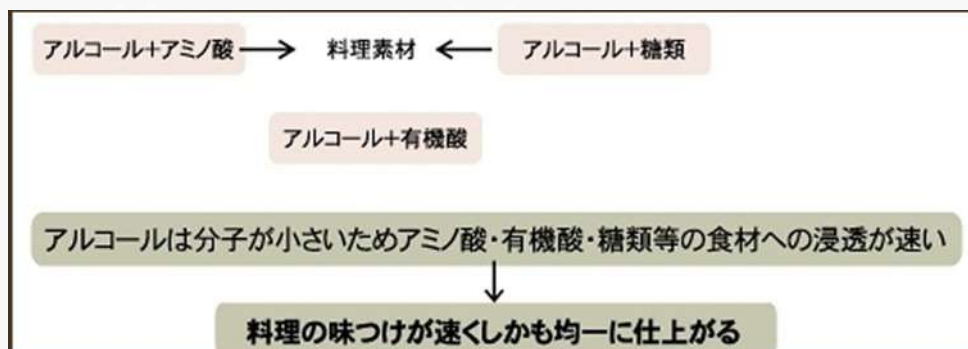 アルコール+アミノ酸 → 料理素材 ← アルコール+糖類
アルコール+有機酸
アルコールは分子が小さいためアミノ酸・有機酸・糖類等の食材への浸透が速い
料理の味つけが速くしかも均一に仕上がる